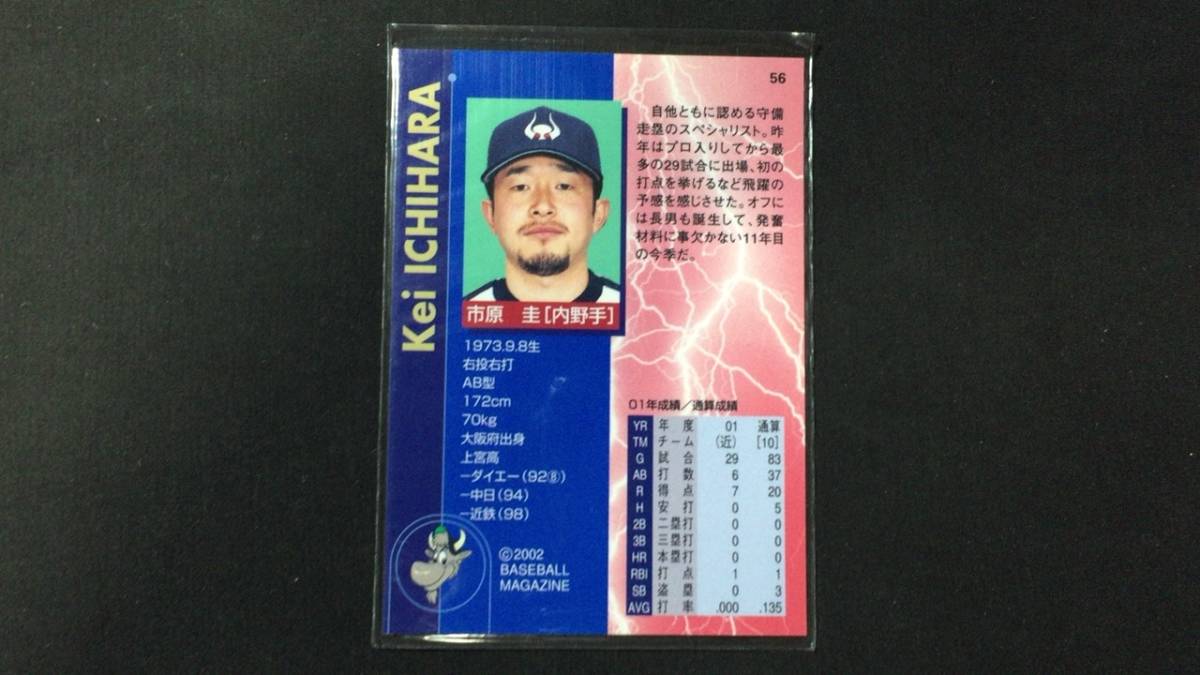 Kei ICHIHARA
市原 圭[内野手]
1973.9.8生
右投右打
AB型
172cm
70kg
大阪府出身
上宮高
−ダイエー(92⑧)
−中日(94)
−近鉄(98)
©2002
BASEBALL
MAGAZINE
56
自他ともに認める守備
走塁のスペシャリスト。昨
年はプロ入りしてから最
多の29試合に出場、初の
打点を挙げるなど飛躍の
予感を感じさせた。オフに
は長男も誕生して、発奮
材料に事欠かない11年目
の今季だ。
01年成績/通算成績
YR 年度 01 通算
TM チーム (近) [10]
G 試合 29 83
AB 打数 6 37
R 得点 7 20
H 安打 0 5
2B 二塁打 0 0
3B 三塁打 0 0
HR 本塁打 0 0
RBI 打点 1 1
SB 盗塁 0 3
AVG 打率 .000 .135